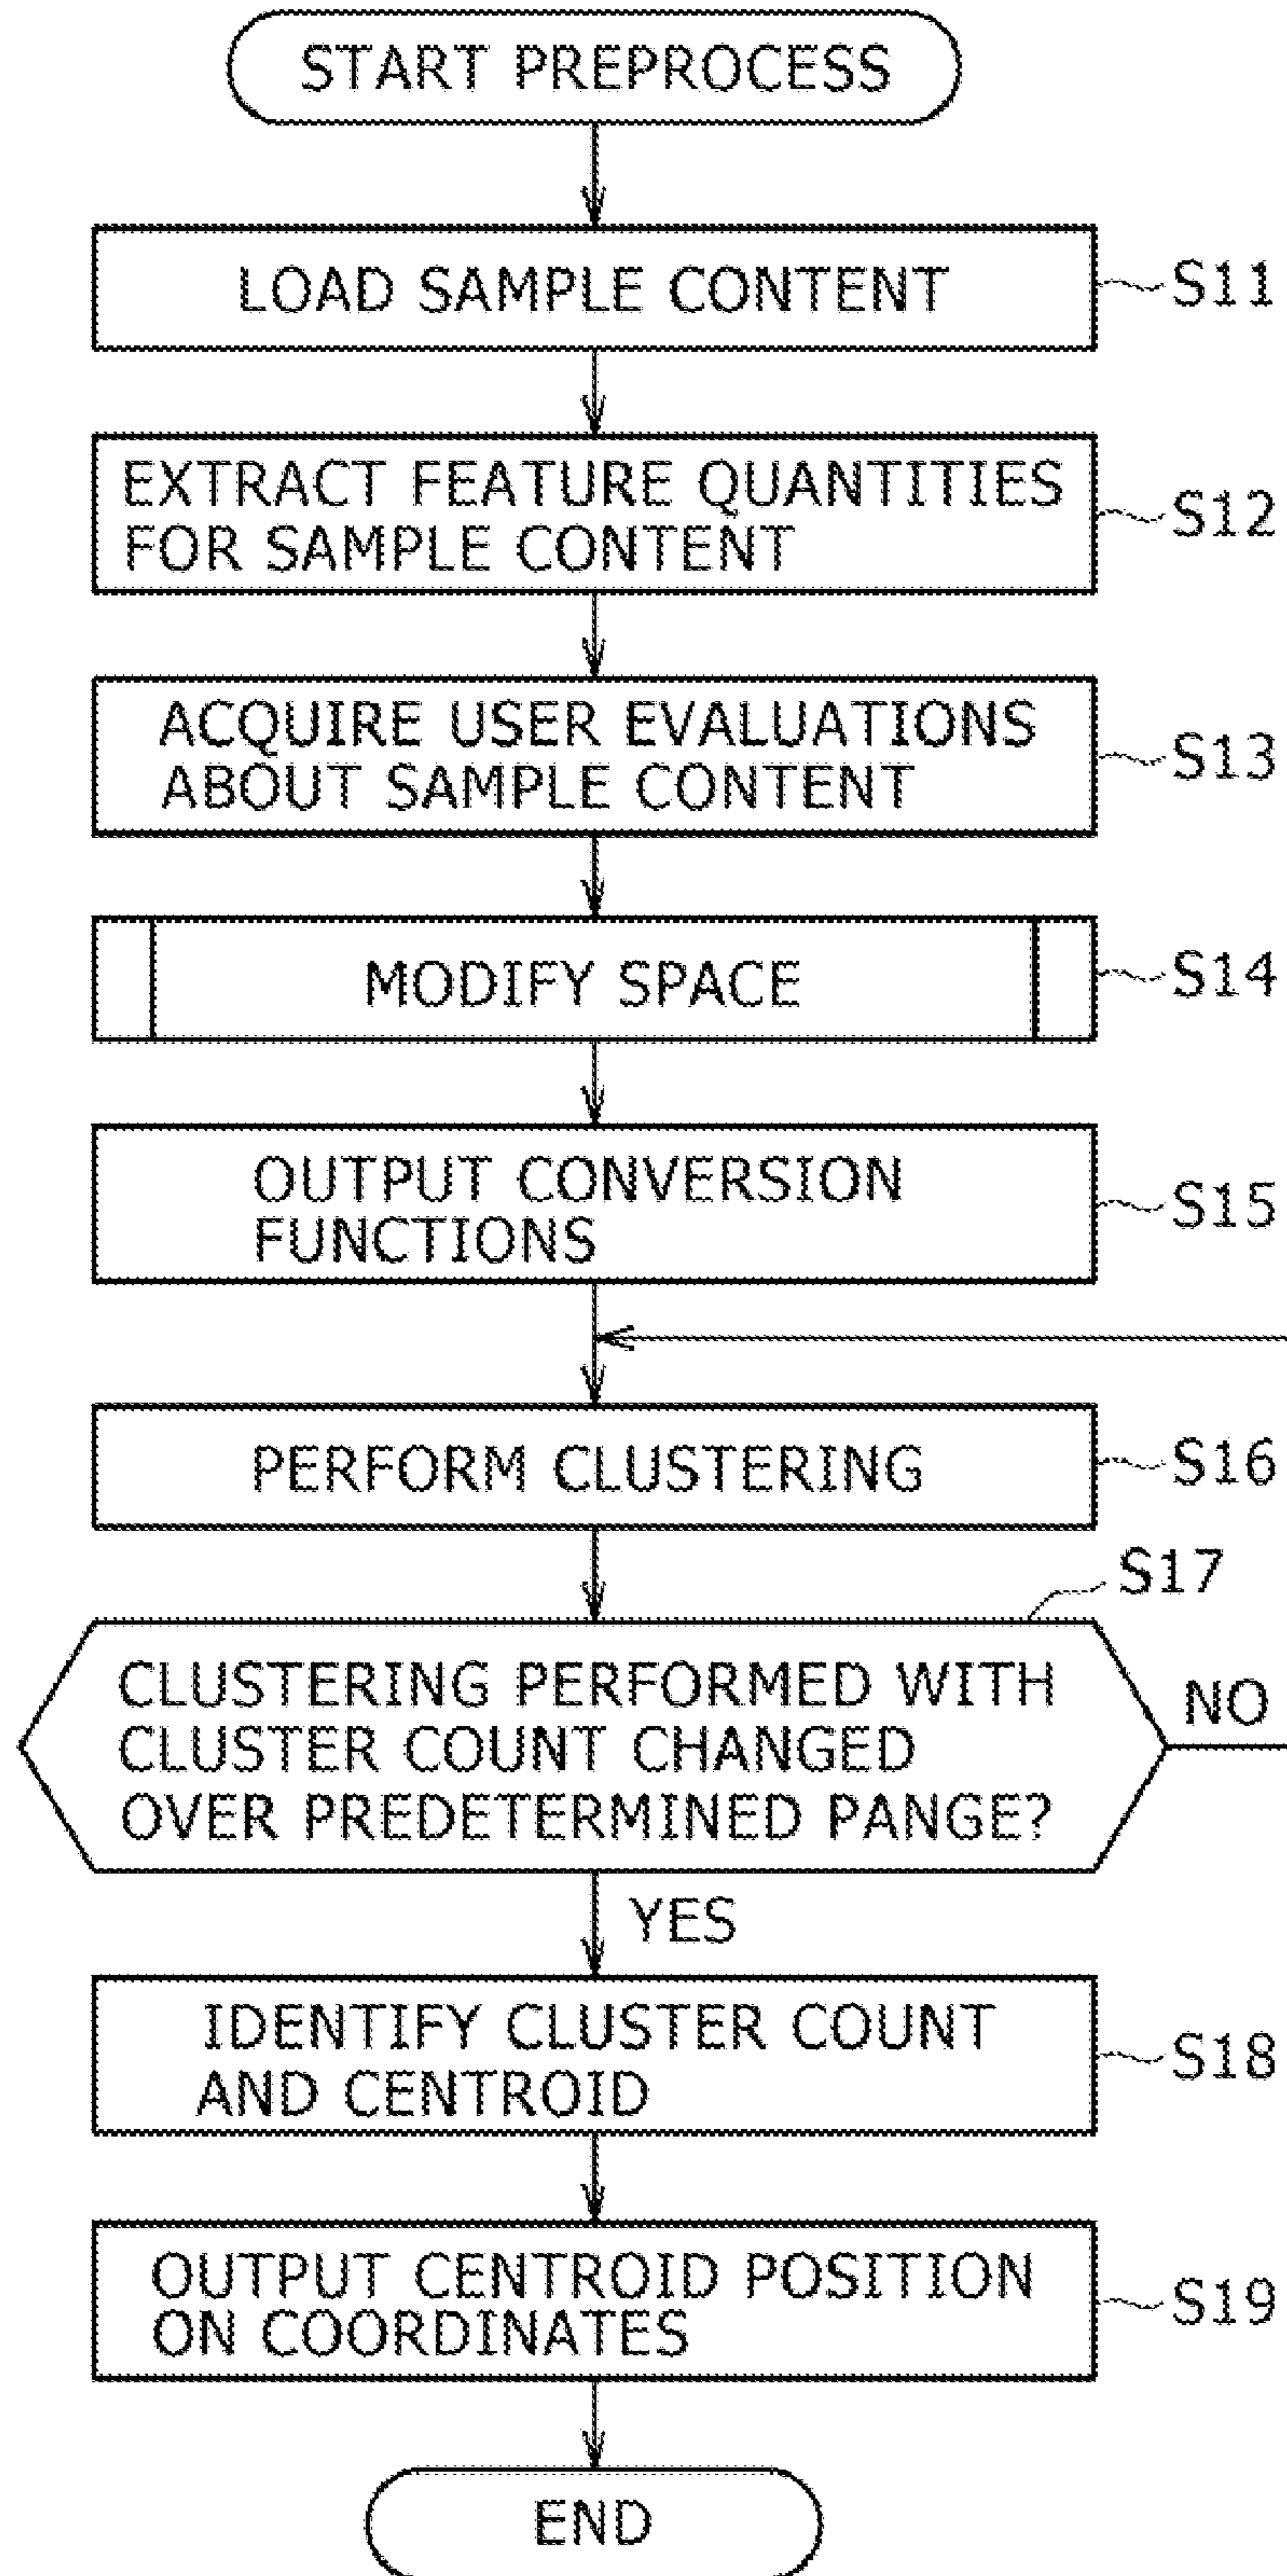 START PREPROCESS
LOAD SAMPLE CONTENT
S11
EXTRACT FEATURE QUANTITIES
FOR SAMPLE CONTENT
S12
ACQUIRE USER EVALUATIONS
ABOUT SAMPLE CONTENT
S13
MODIFY SPACE
S14
OUTPUT CONVERSION
FUNCTIONS
S15
PERFORM CLUSTERING
S16
S17
CLUSTERING PERFORMED WITH
CLUSTER COUNT CHANGED
OVER PREDETERMINED PANGE?
NO
YES
IDENTIFY CLUSTER COUNT
AND CENTROID
S18
OUTPUT CENTROID POSITION
ON COORDINATES
S19
END